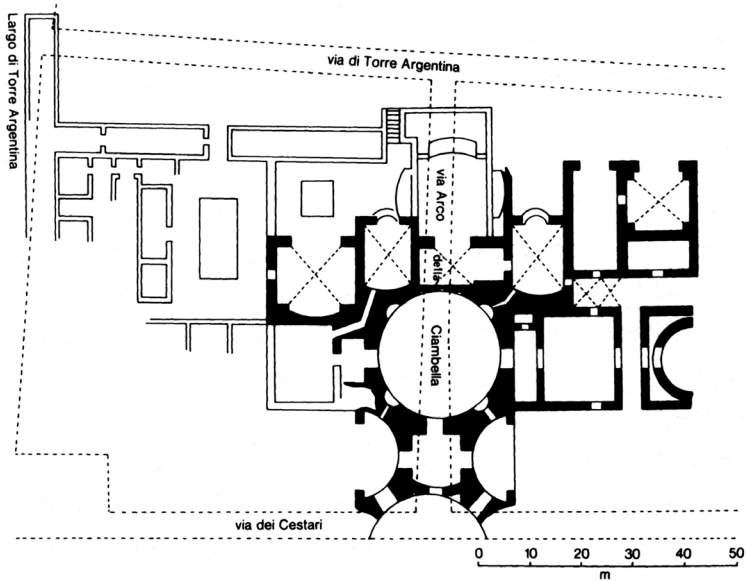 Largo di Torre Argentina
via di Torre Argentina
via Arco
della
Ciambella
via dei Cestari
0 10 20 30 40 50
m